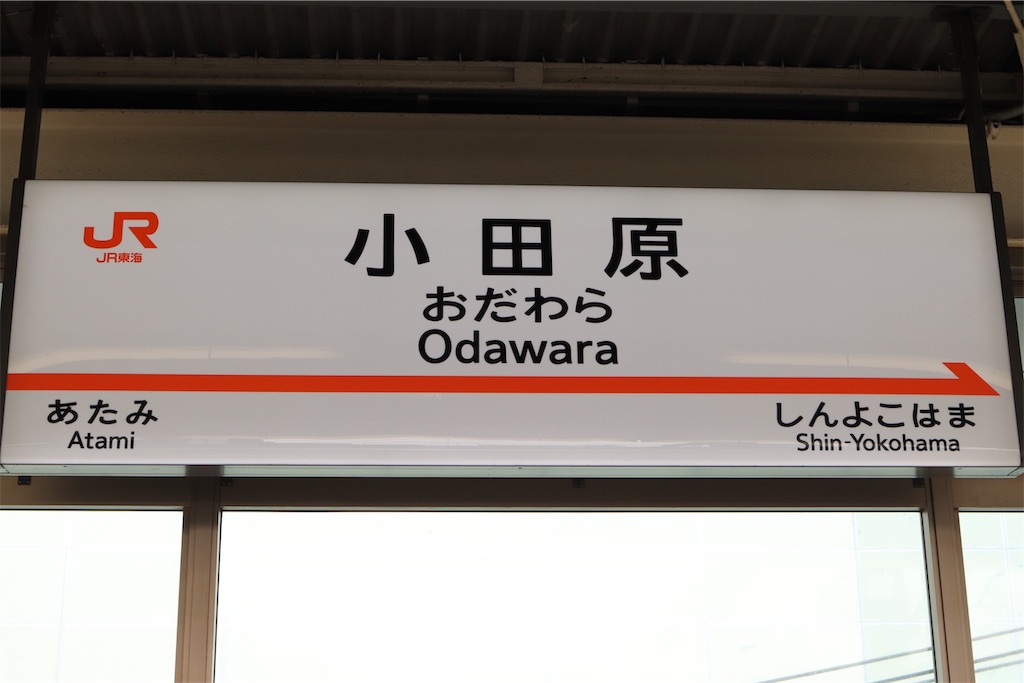 JR
JR東海
小田原
おだわら
Odawara
あたみ
Atami
しんよこはま
Shin-Yokohama